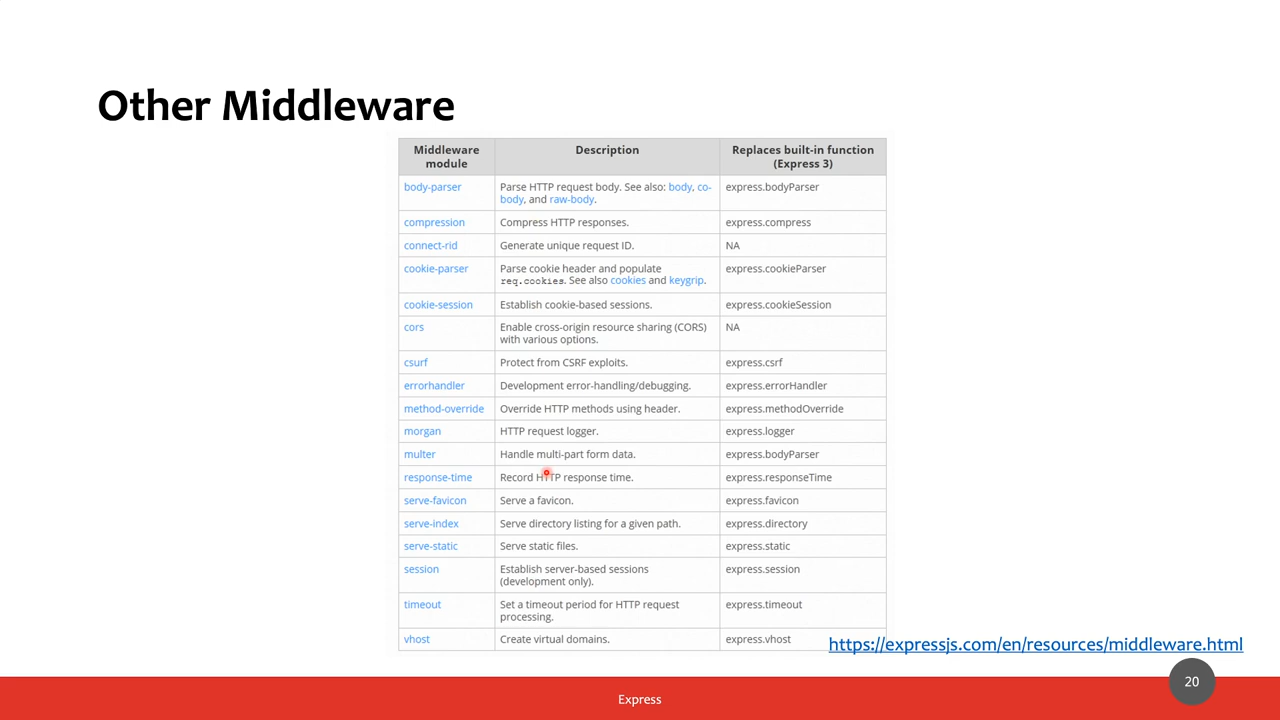 Other Middleware
Middleware module
Description
Replaces built-in function (Express 3)
body-parser
Parse HTTP request body. See also: body, co-
body, and raw-body.
express.bodyParser
compression
Compress HTTP responses.
express.compress
connect-rid
Generate unique request ID.
NA
cookie-parser
Parse cookie header and populate
req.cookies. See also cookies and keygrip.
express.cookieParser
cookie-session
Establish cookie-based sessions.
express.cookieSession
cors
Enable cross-origin resource sharing (CORS)
with various options.
NA
csurf
Protect from CSRF exploits.
express.csrf
errorhandler
Development error-handling/debugging.
express.errorHandler
method-override
Override HTTP methods using header.
express.methodOverride
morgan
HTTP request logger.
express.logger
multer
Handle multi-part form data.
express.bodyParser
response-time
Record HTTP response time.
express.responseTime
serve-favicon
Serve a favicon.
express.favicon
serve-index
Serve directory listing for a given path.
express.directory
serve-static
Serve static files.
express.static
session
Establish server-based sessions
(development only).
express.session
timeout
Set a timeout period for HTTP request
processing.
express.timeout
vhost
Create virtual domains.
express.vhost
https://expressjs.com/en/resources/middleware.html
20
Express